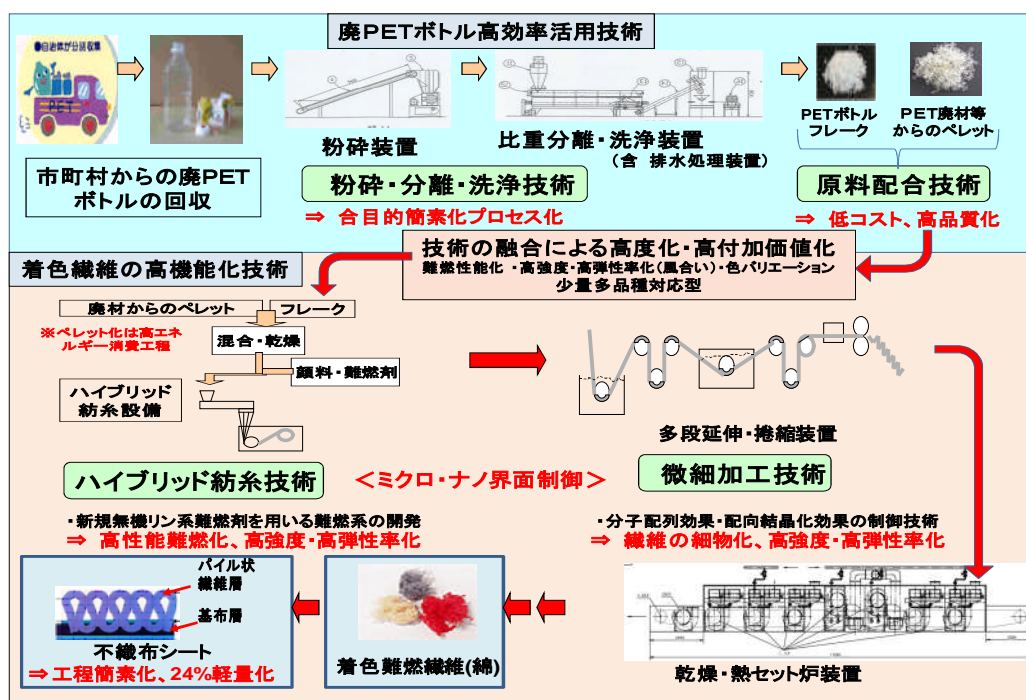 廃PETボトル高効率活用技術
●自治体が分別収集
PET
粉砕装置
比重分離・洗浄装置
(含 排水処理装置)
PETボトル
フレーク
PET廃材等
からのペレット
市町村からの廃PET
ボトルの回収
粉砕・分離・洗浄技術
⇒ 合目的簡素化プロセス化
原料配合技術
⇒ 低コスト、高品質化
技術の融合による高度化・高付加価値化
難燃性能化 ・高強度・高弾性率化(風合い)・色バリエーション
少量多品種対応型
着色繊維の高機能化技術
廃材からのペレット
フレーク
※ペレット化は高エネ
ルギー消費工程
混合・乾燥
顔料・難燃剤
ハイブリッド
紡糸設備
多段延伸・捲縮装置
ハイブリッド紡糸技術
<ミクロ・ナノ界面制御>
微細加工技術
・新規無機リン系難燃剤を用いる難燃系の開発
⇒ 高性能難燃化、高強度・高弾性率化
・分子配列効果・配向結晶化効果の制御技術
⇒ 繊維の細物化、高強度・高弾性率化
パイル状
繊維層
基布層
不織布シート
⇒工程簡素化、24%軽量化
着色難燃繊維(綿)
乾燥・熱セット炉装置